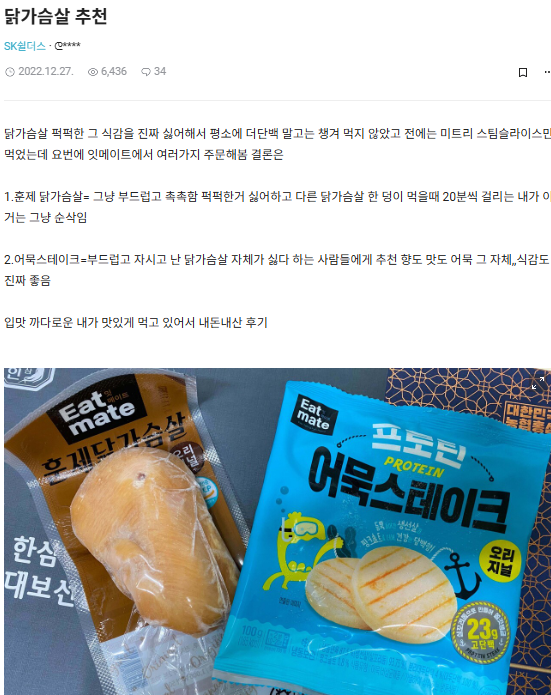 닭가슴살 추천
SK쉴더스 · ****
2022.12.27. 6,436 34
닭가슴살 퍽퍽한 그 식감을 진짜 싫어해서 평소에 더단백 말고는 챙겨 먹지 않았고 전에는 미트리 스팀슬라이스만
먹었는데 요번에 잇메이트에서 여러가지 주문해봄 결론은
1.훈제 닭가슴살= 그냥 부드럽고 촉촉함 퍽퍽한거 싫어하고 다른 닭가슴살 한 덩이 먹을때 20분씩 걸리는 내가 이
거는 그냥 순삭임
2.어묵스테이크=부드럽고 자시고 난 닭가슴살 자체가 싫다 하는 사람들에게 추천 향도 맛도 어묵 그 자체,,식감도
진짜 좋음
입맛 까다로운 내가 맛있게 먹고 있어서 내돈내산 후기
Eat
mate
잇메이트
훈제닭가슴살
오리지널
한삼
대보선
Eat
mate
프로틴
PROTEIN
어묵스테이크
오리
지널
23g
고단백
대한민
농협홍삼